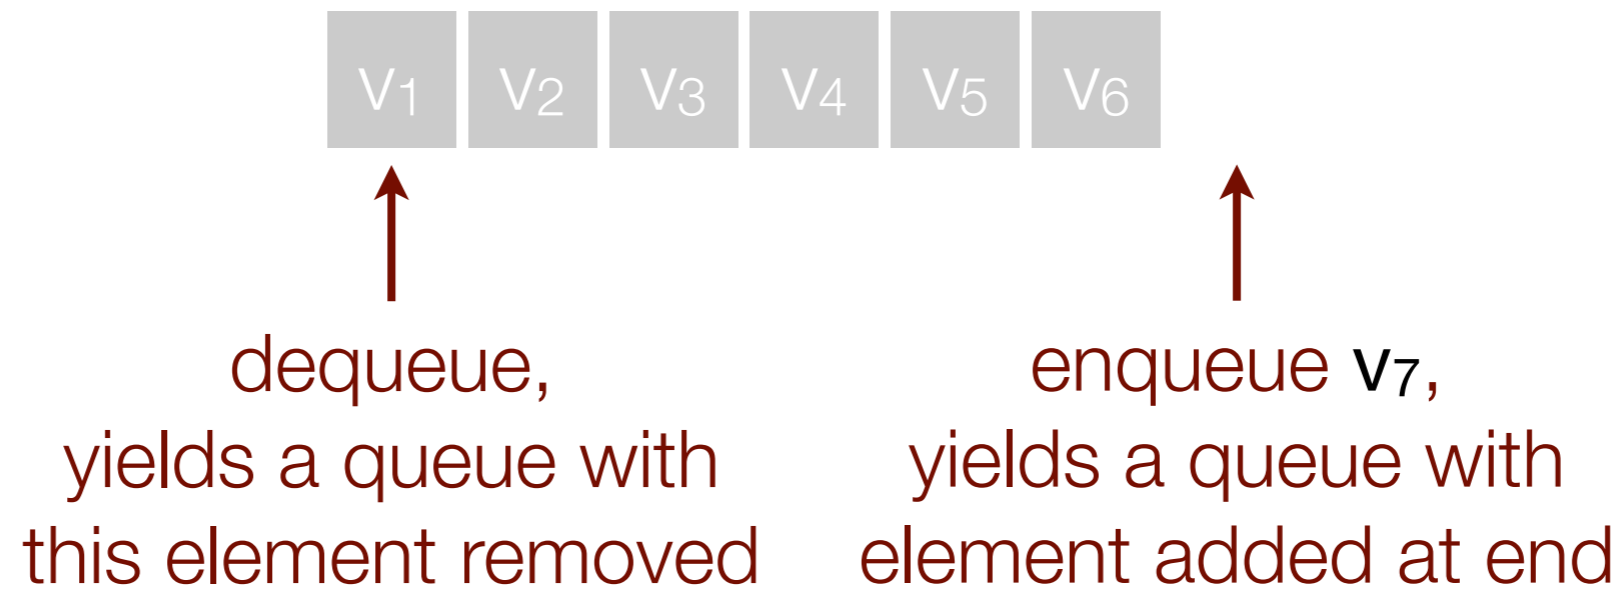 v1 v2 v3 v4 v5 v6
dequeue,
yields a queue with
this element removed
enqueue v7,
yields a queue with
element added at end